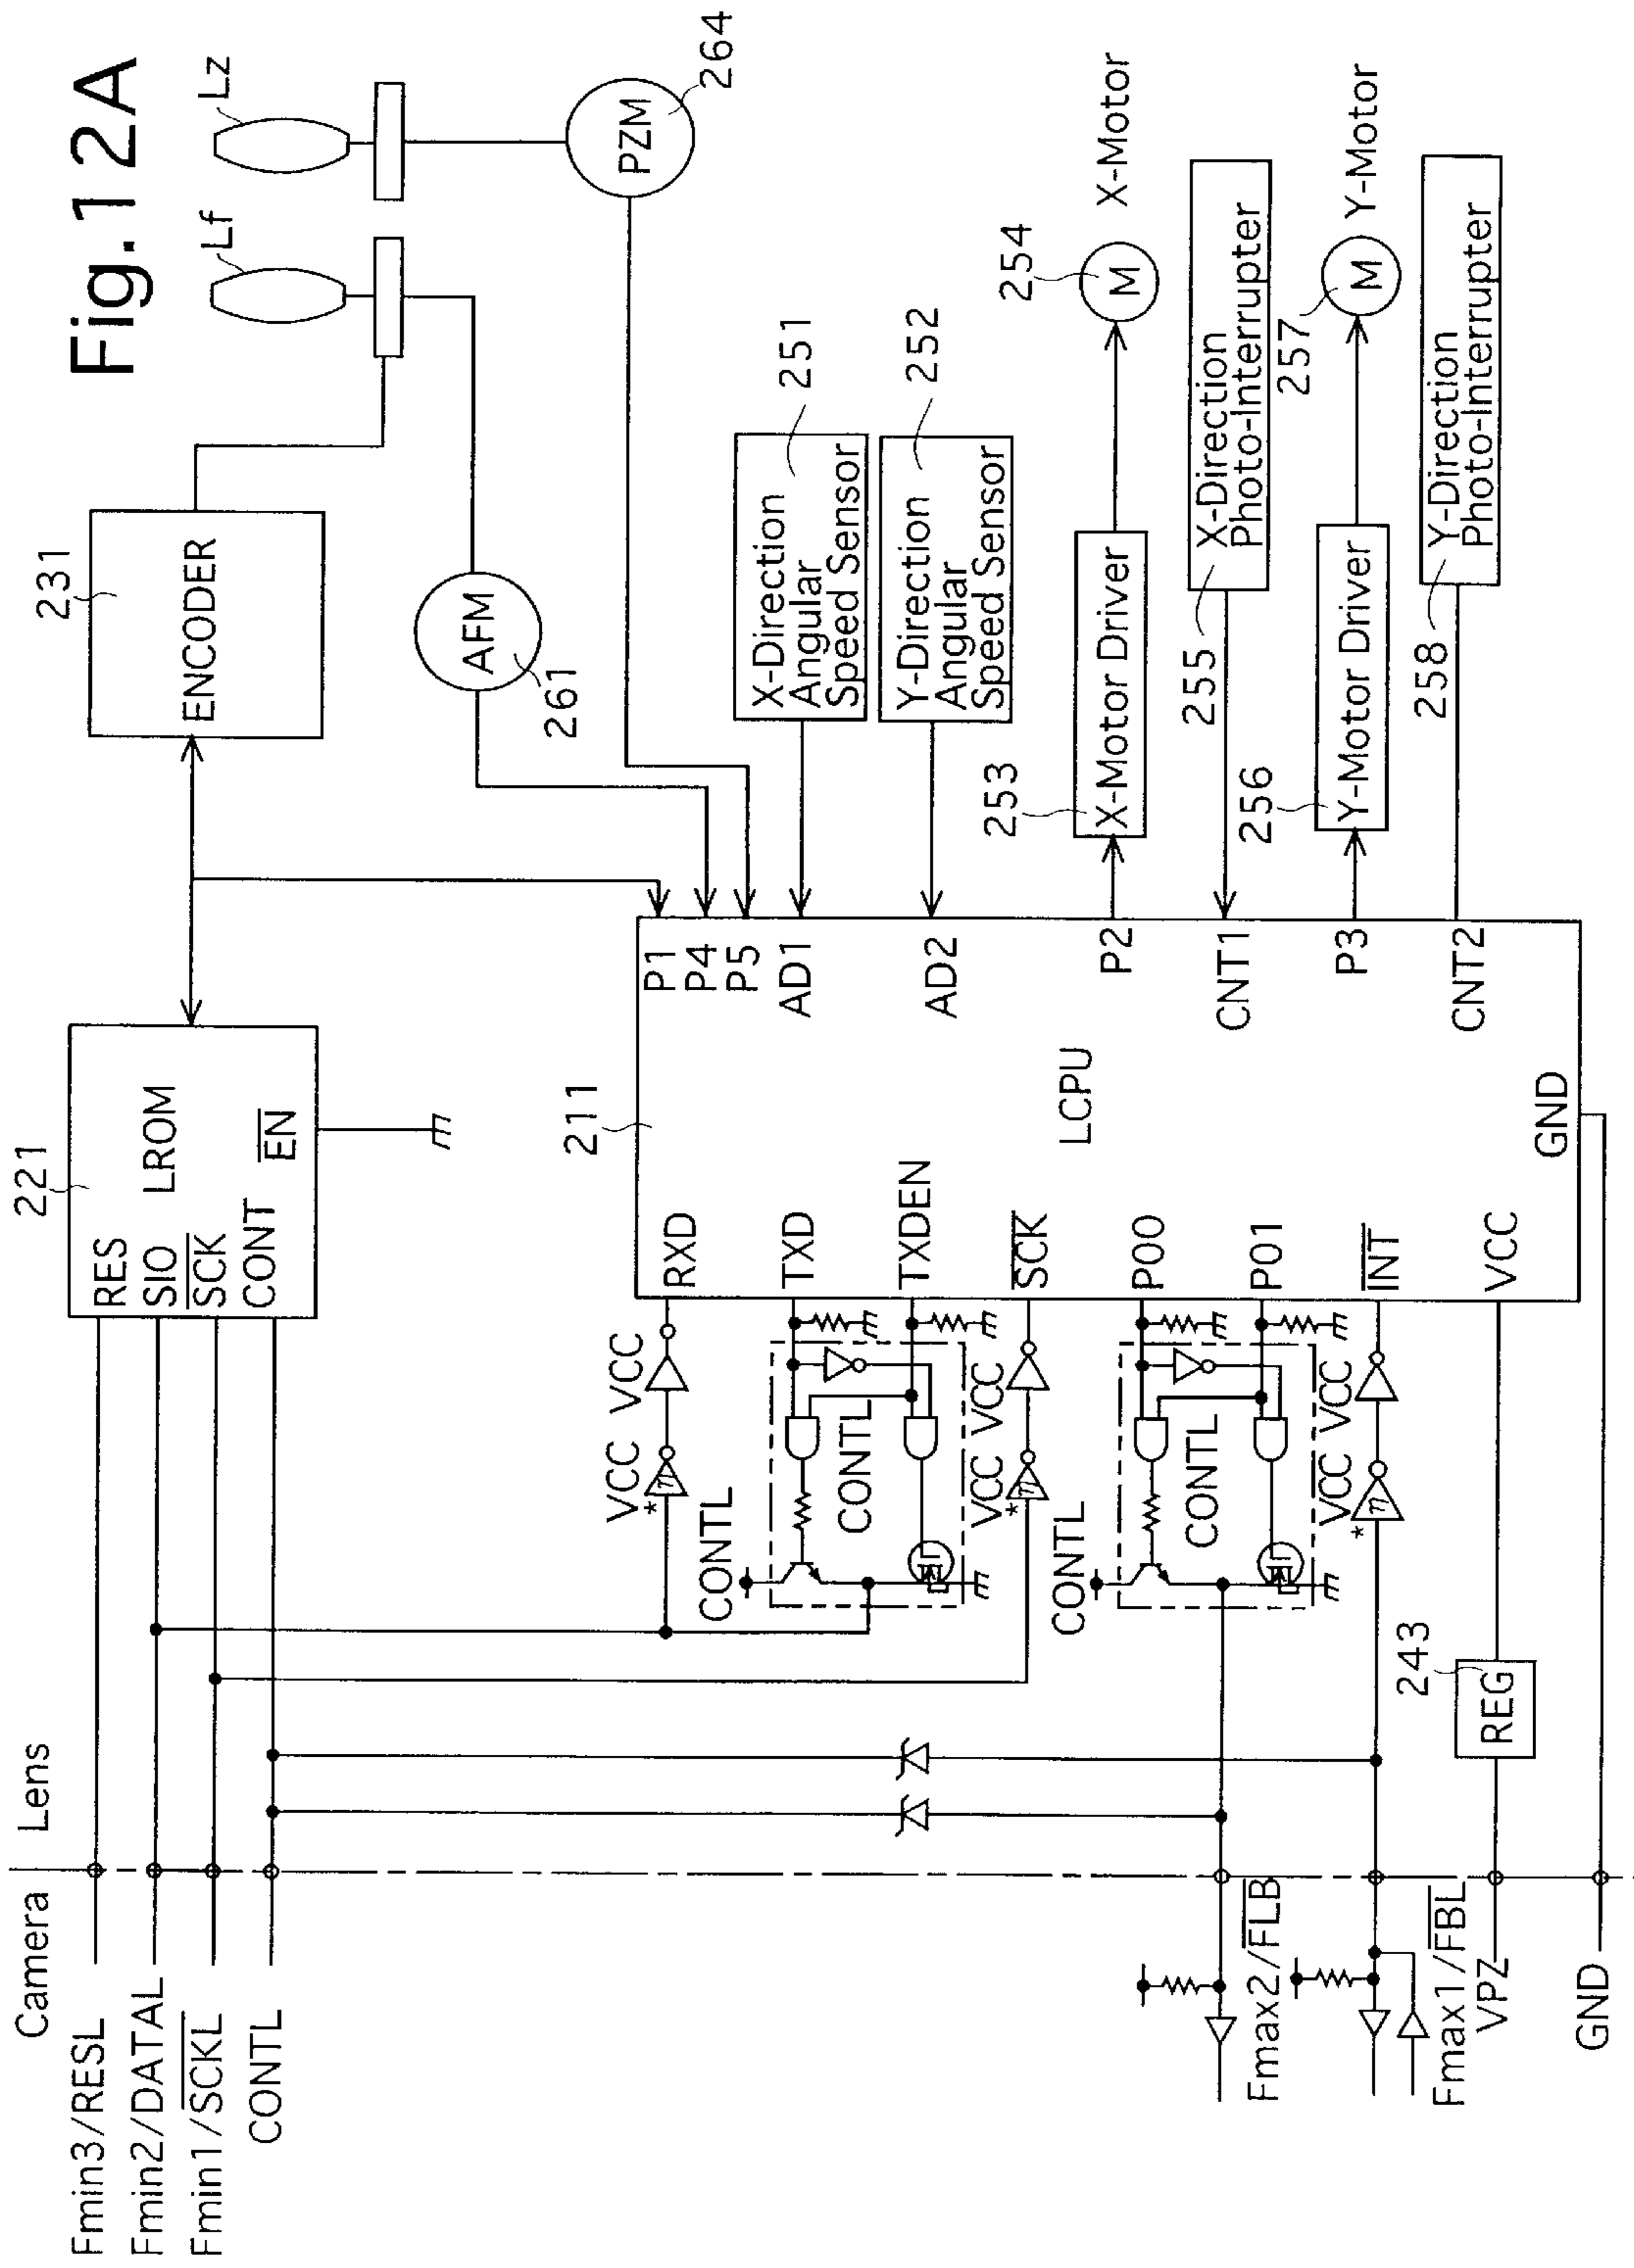 Fig.12A
Camera
Lens
Fmin3/RESL
Fmin2/DATAL
Fmin1/SCKL
CONTL
221
RES
SIO
LROM
SCK
CONT
EN
231
ENCODER
Lf
Lz
AFM
261
PZM
264
211
LCPU
RXD
TXD
TXDEN
SCK
P00
P01
INT
VCC
GND
P1
P4
P5
AD1
AD2
P2
CNT1
P3
CNT2
VCC
VCC
*
η
CONTL
CONTL
VCC
VCC
*
η
CONTL
CONTL
VCC
VCC
*
η
243
REG
X-Direction
Angular
Speed Sensor
251
Y-Direction
Angular
Speed Sensor
252
253
X-Motor Driver
254
M
X-Motor
255
X-Direction
Photo-Interrupter
256
Y-Motor Driver
257
M
Y-Motor
258
Y-Direction
Photo-Interrupter
Fmax2/FLB
Fmax1/FBL
VPZ
GND